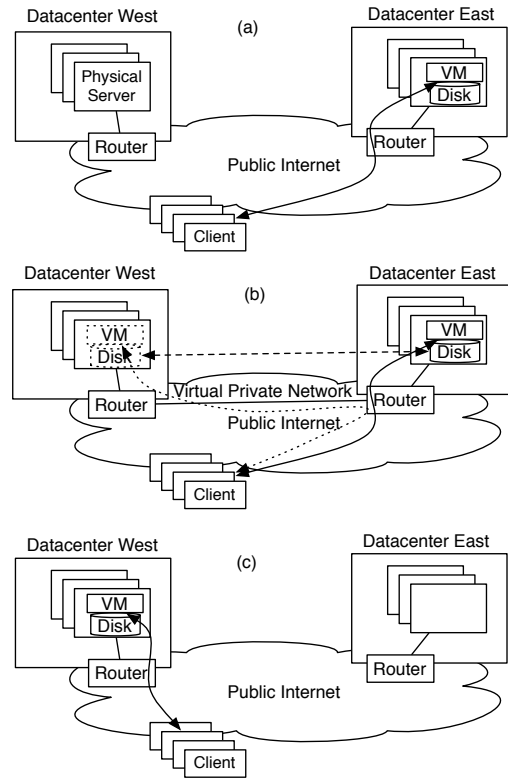 Datacenter West
(a)
Datacenter East
Physical
Server
VM
Disk
Router
Router
Public Internet
Client
Datacenter West
(b)
Datacenter East
VM
Disk
VM
Disk
Virtual Private Network
Router
Router
Public Internet
Client
Datacenter West
(c)
Datacenter East
VM
Disk
Router
Router
Public Internet
Client